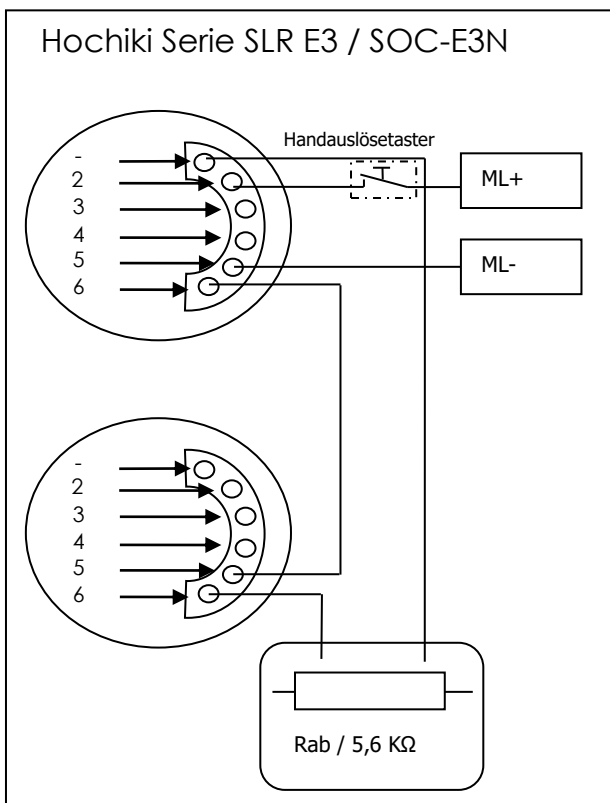 Hochiki Serie SLR E3 / SOC-E3N
Handauslösetaster
-
2
3
4
5
6
ML+
ML-
-
2
3
4
5
6
Rab / 5,6 KΩ